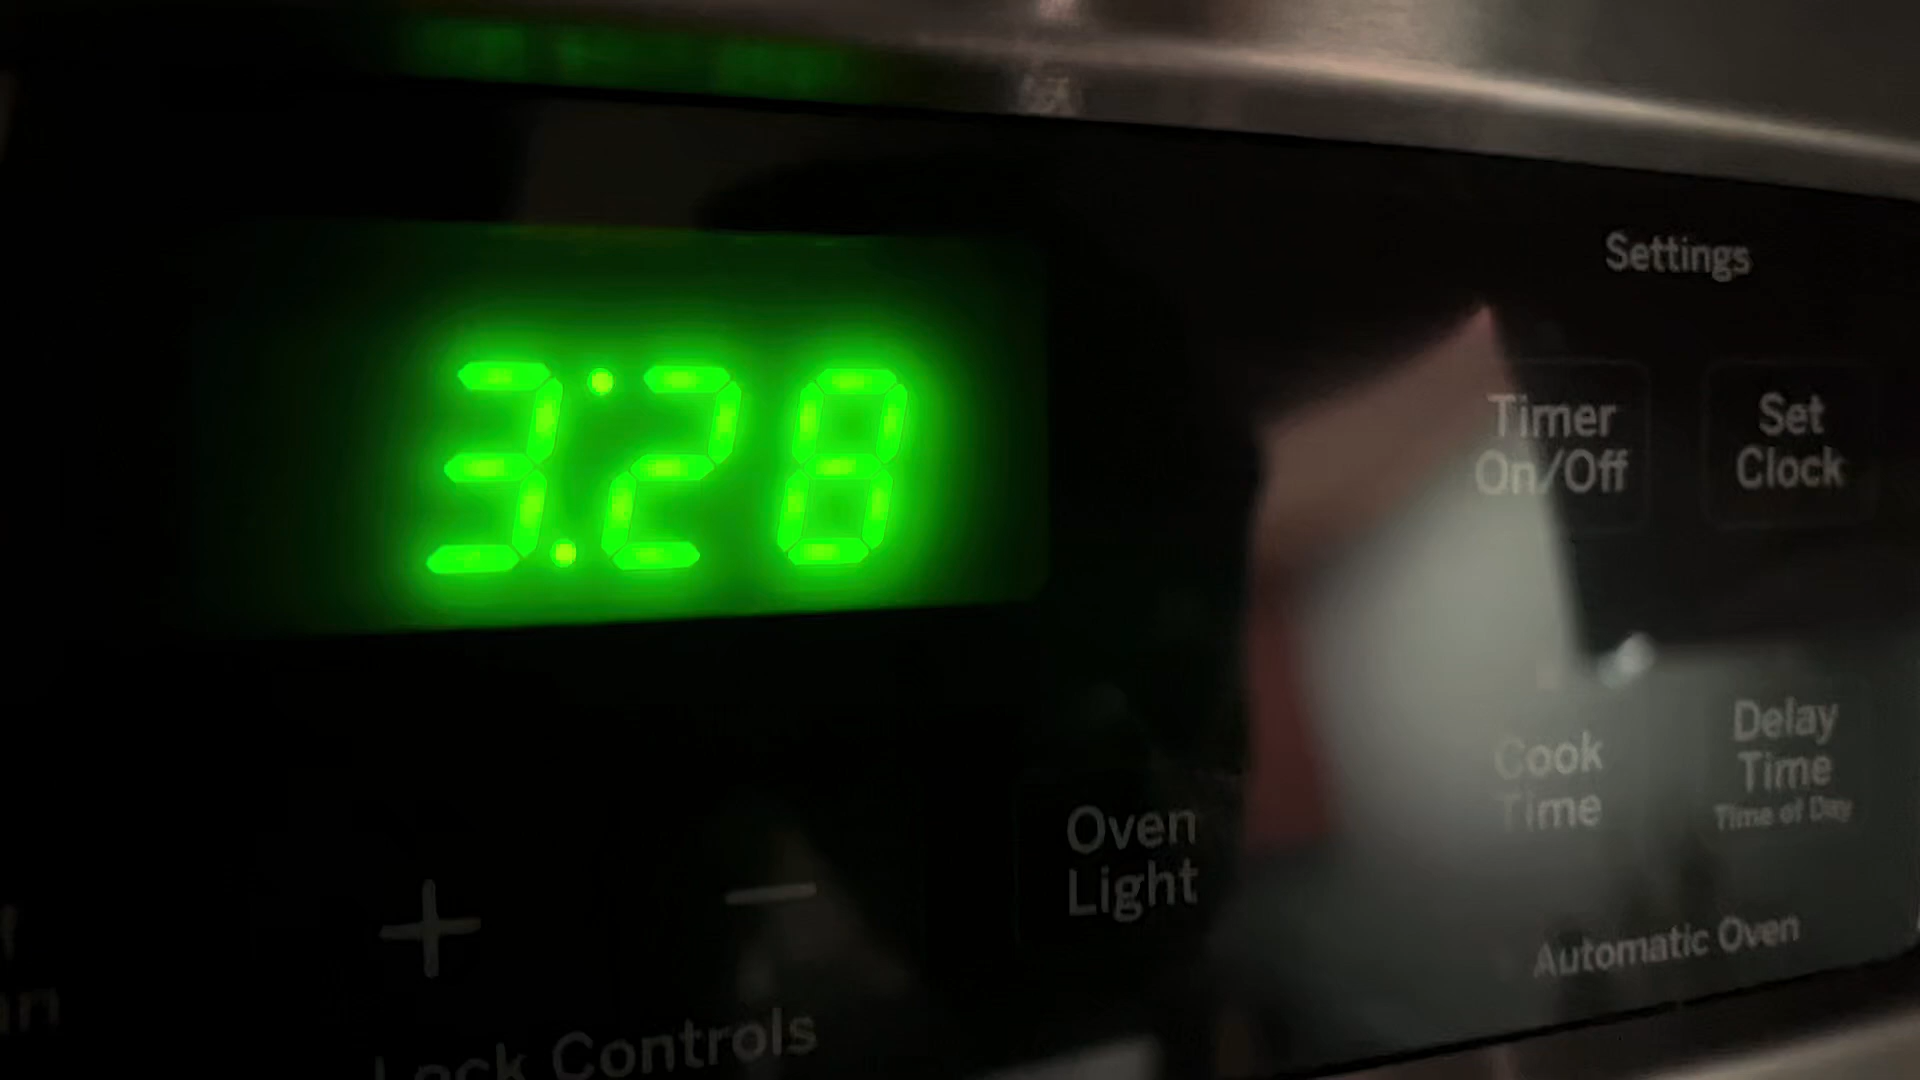 3:28
Settings
Timer
On/Off
Set
Clock
Cook
Time
Delay
Time
Time of Day
Oven
Light
+
−
Automatic Oven
Lock Controls